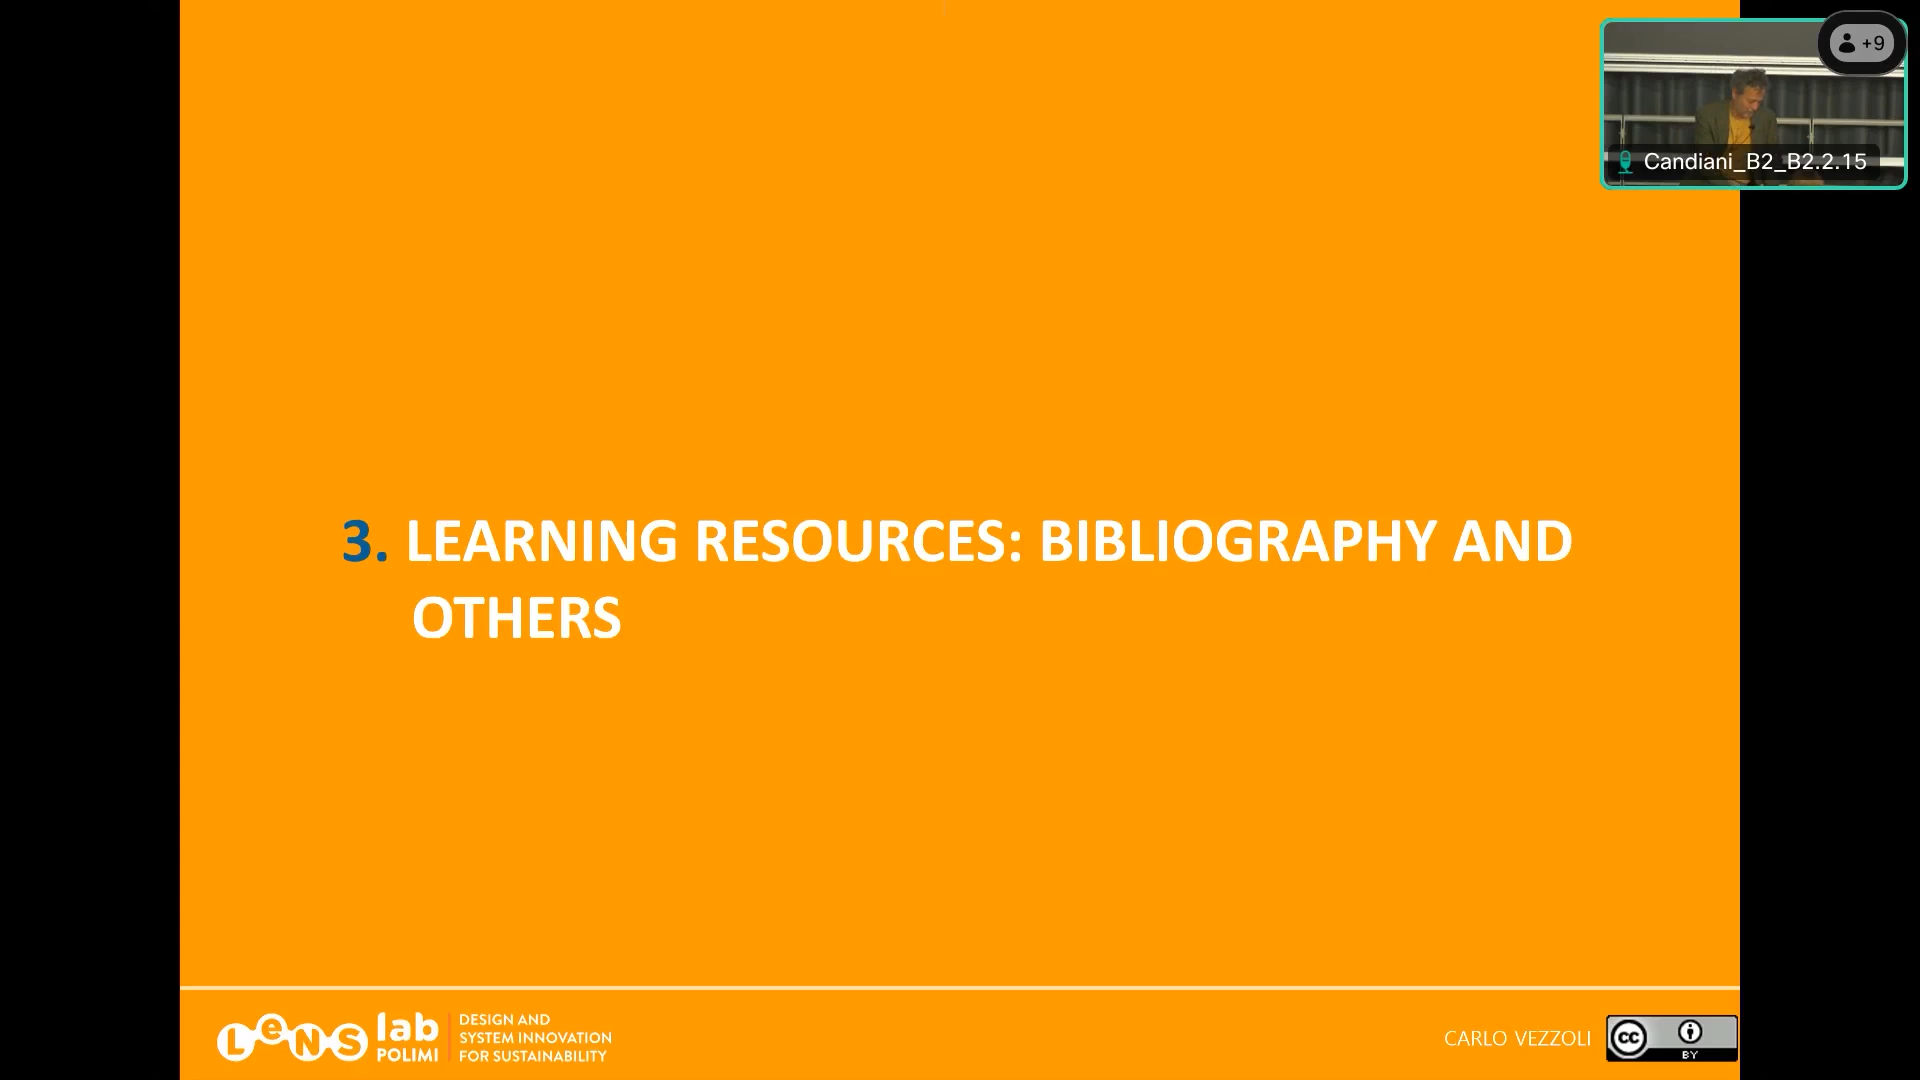 +9
Candiani_B2_B2.2.15
3. LEARNING RESOURCES: BIBLIOGRAPHY AND
OTHERS
LeNS lab
POLIMI
DESIGN AND
SYSTEM INNOVATION
FOR SUSTAINABILITY
CARLO VEZZOLI
cc
BY